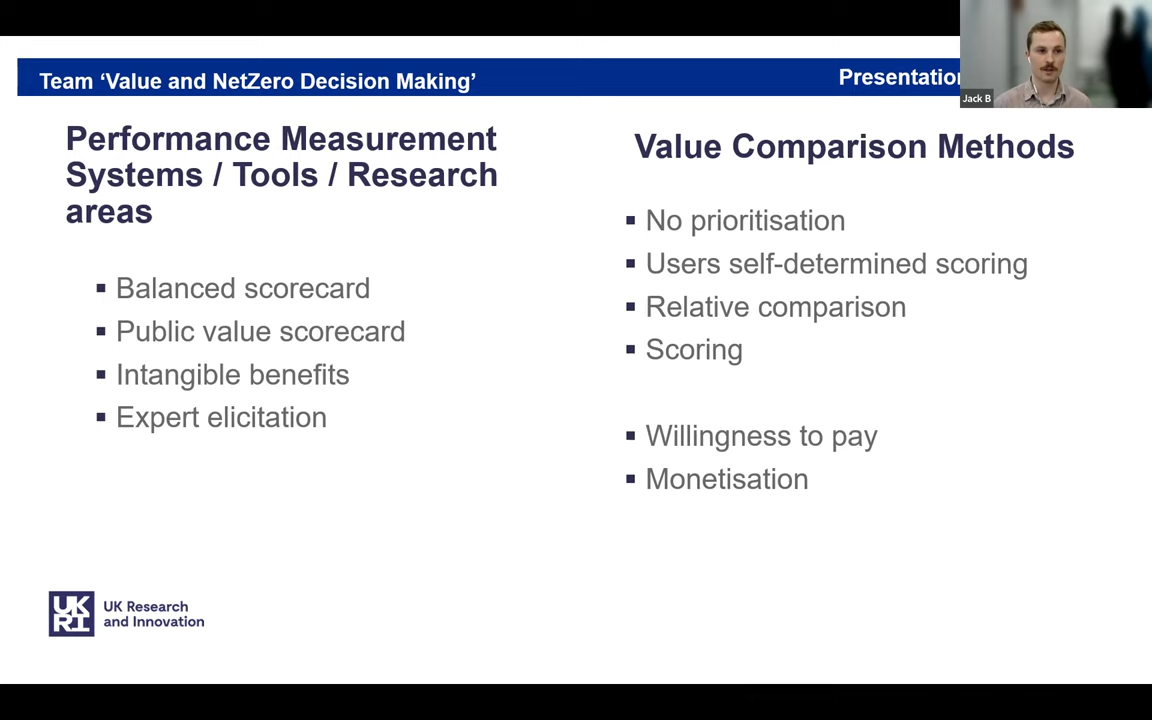 Team ‘Value and NetZero Decision Making’
Presentation
Jack B
Performance Measurement
Systems / Tools / Research
areas
▪ Balanced scorecard
▪ Public value scorecard
▪ Intangible benefits
▪ Expert elicitation
Value Comparison Methods
▪ No prioritisation
▪ Users self-determined scoring
▪ Relative comparison
▪ Scoring
▪ Willingness to pay
▪ Monetisation
UK
RI
UK Research
and Innovation